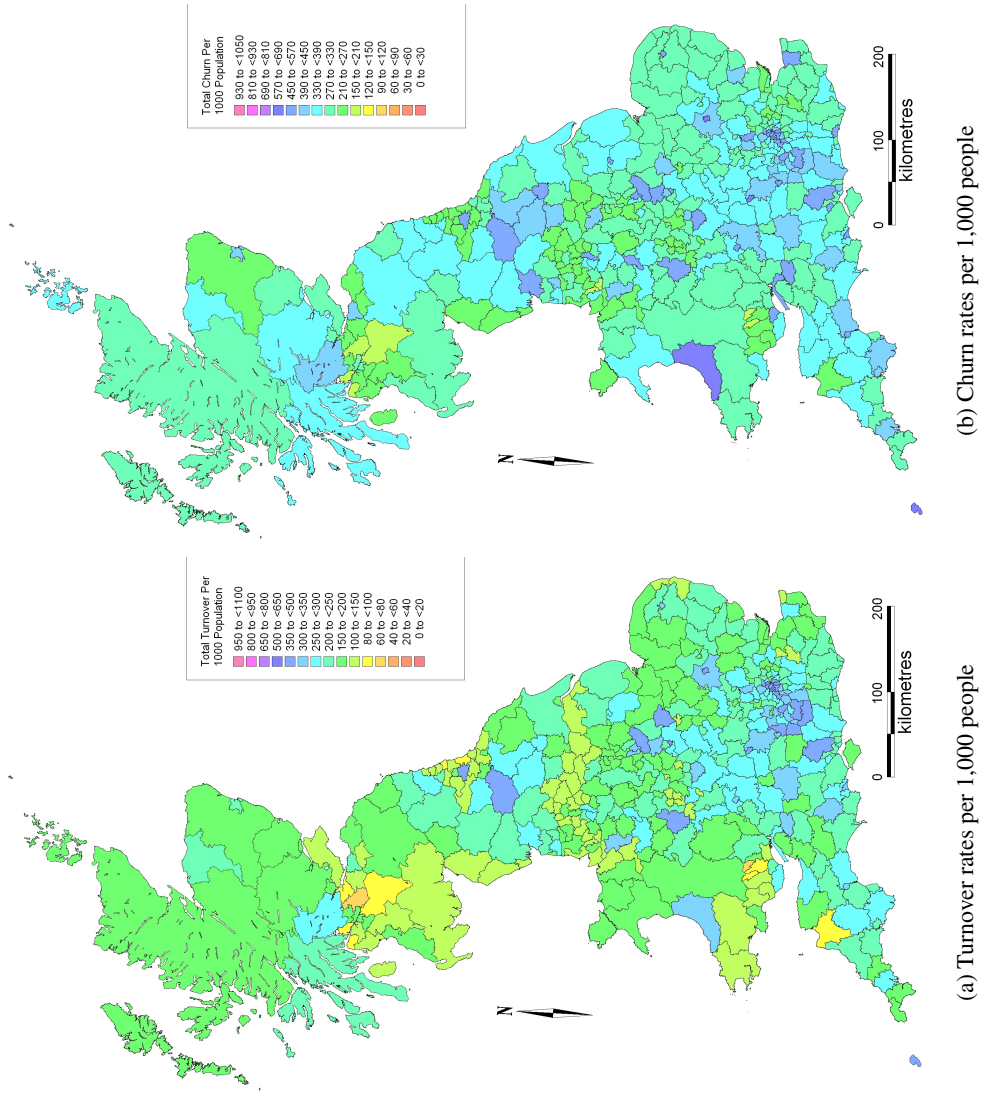 Total Turnover Per
1000 Population
950 to <1100
800 to <950
650 to <800
500 to <650
350 to <500
300 to <350
250 to <300
200 to <250
150 to <200
100 to <150
80 to <100
60 to <80
40 to <60
20 to <40
0 to <20
N
0
100
200
kilometres
(a) Turnover rates per 1,000 people
Total Churn Per
1000 Population
930 to <1050
810 to <930
690 to <810
570 to <690
450 to <570
390 to <450
330 to <390
270 to <330
210 to <270
150 to <210
120 to <150
90 to <120
60 to <90
30 to <60
0 to <30
N
0
100
200
kilometres
(b) Churn rates per 1,000 people